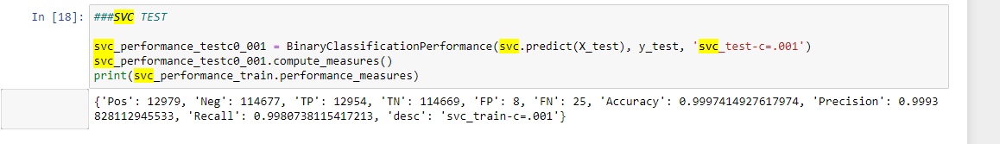 In [18]: ###SVC TEST
svc_performance_testc0_001 = BinaryClassificationPerformance(svc.predict(X_test), y_test, 'svc_test-c=.001')
svc_performance_testc0_001.compute_measures()
print(svc_performance_train.performance_measures)
{'Pos': 12979, 'Neg': 114677, 'TP': 12954, 'TN': 114669, 'FP': 8, 'FN': 25, 'Accuracy': 0.9997414927617974, 'Precision': 0.9993
828112945533, 'Recall': 0.9980738115417213, 'desc': 'svc_train-c=.001'}